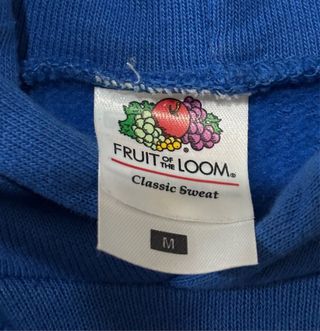 FRUIT OF THE LOOM®
Classic Sweat
M